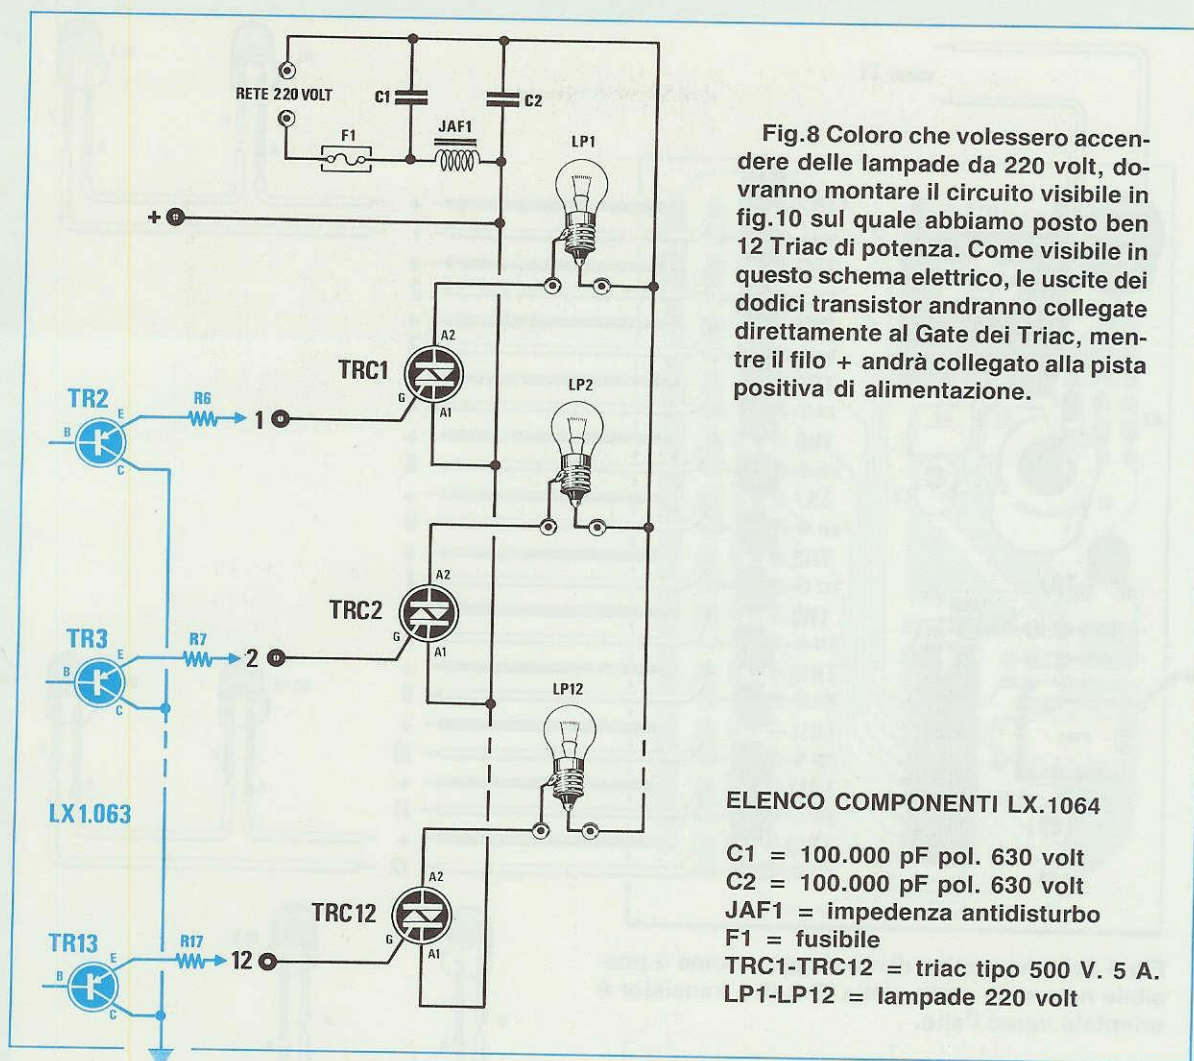 RETE 220 VOLT
C1
C2
F1
JAF1
LP1
+
A2
TRC1
G
A1
TR2
B
E
C
R6
1
LP2
A2
TRC2
G
A1
TR3
B
E
C
R7
2
LP12
LX1.063
A2
TRC12
G
A1
TR13
B
E
C
R17
12
Fig.8 Coloro che volessero accen-
dere delle lampade da 220 volt, do-
vranno montare il circuito visibile in
fig.10 sul quale abbiamo posto ben
12 Triac di potenza. Come visibile in
questo schema elettrico, le uscite dei
dodici transistor andranno collegate
direttamente al Gate dei Triac, men-
tre il filo + andrà collegato alla pista
positiva di alimentazione.
ELENCO COMPONENTI LX.1064
C1 = 100.000 pF pol. 630 volt
C2 = 100.000 pF pol. 630 volt
JAF1 = impedenza antidisturbo
F1 = fusibile
TRC1-TRC12 = triac tipo 500 V. 5 A.
LP1-LP12 = lampade 220 volt